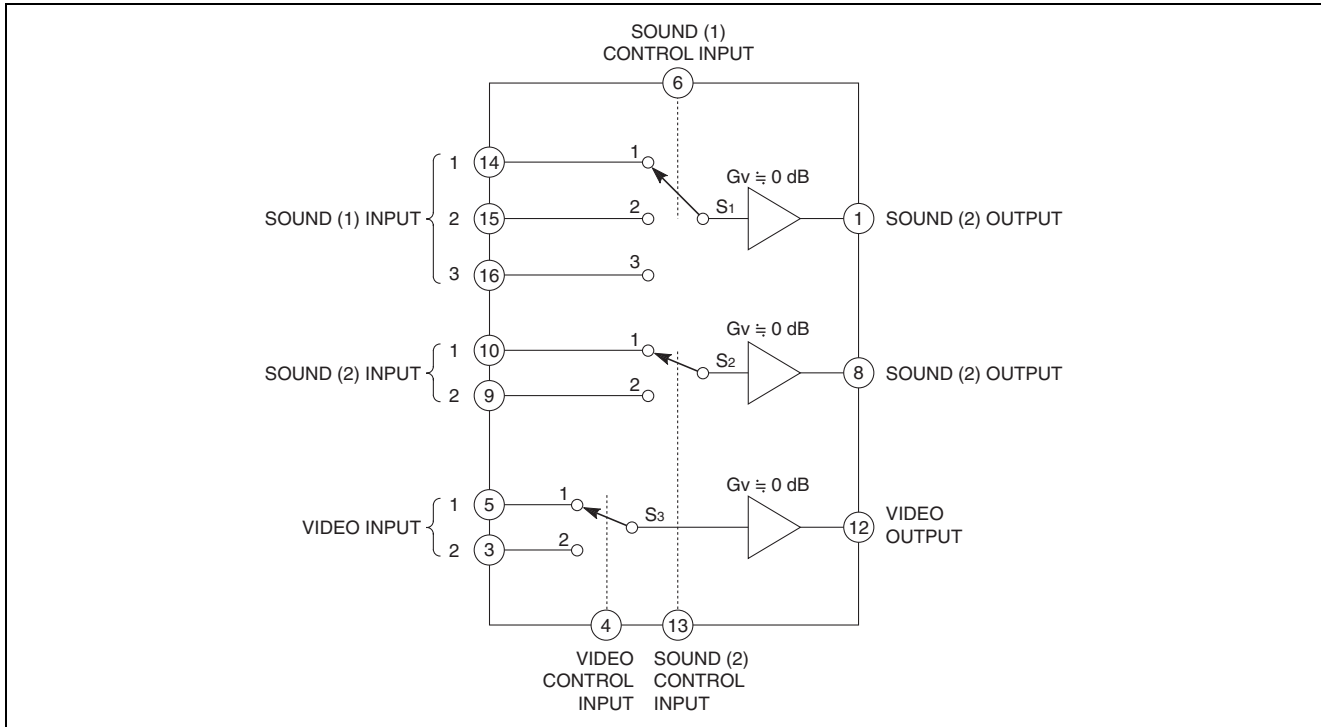 SOUND (1)
CONTROL INPUT
6
1 14 1 Gv ≒ 0 dB
SOUND (1) INPUT 2 15 2 S1 1 SOUND (2) OUTPUT
3 16 3
Gv ≒ 0 dB
1 10 1
SOUND (2) INPUT S2 8 SOUND (2) OUTPUT
2 9 2
Gv ≒ 0 dB
1 5 1
VIDEO INPUT S3 12 VIDEO
OUTPUT
2 3 2
4 13
VIDEO SOUND (2)
CONTROL CONTROL
INPUT INPUT